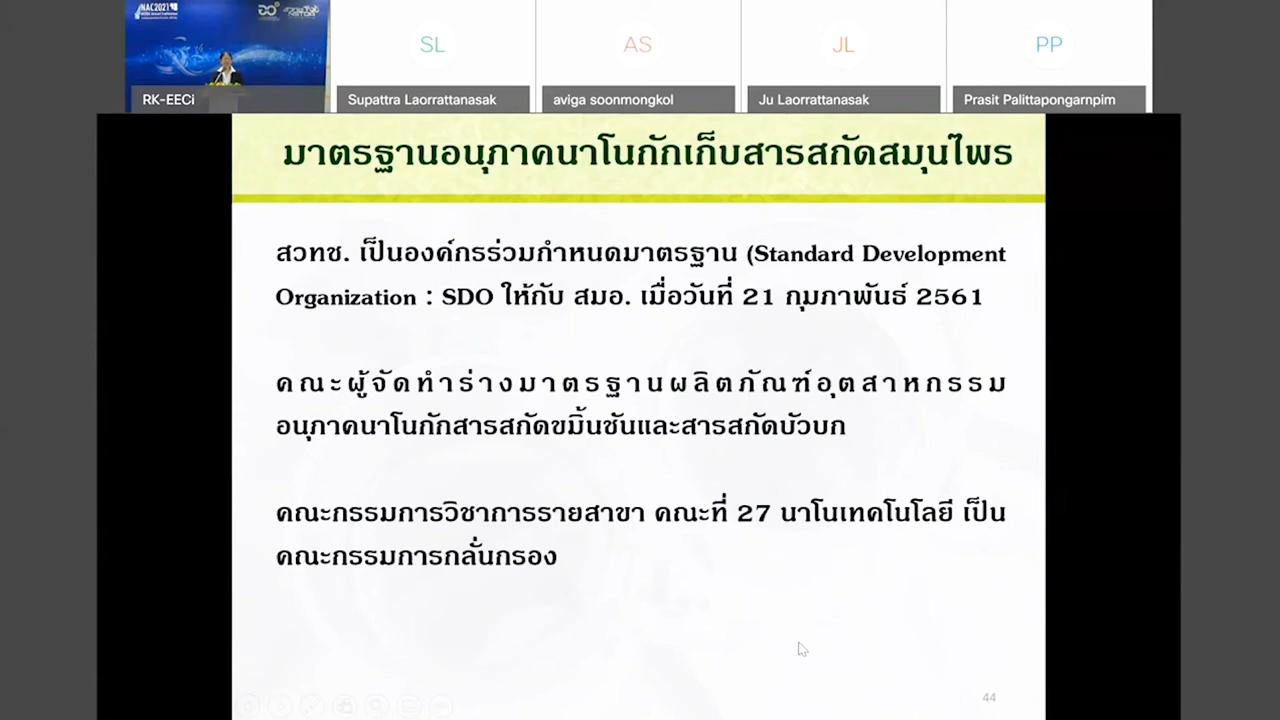 NAC2021
RK-EECi
SL
Supattra Laorrattanasak
AS
aviga soonmongkol
JL
Ju Laorrattanasak
PP
Prasit Palittapongarnpim
มาตรฐานอนุภาคนาโนกักเก็บสารสกัดสมุนไพร
สวทช. เป็นองค์กรร่วมกำหนดมาตรฐาน (Standard Development
Organization : SDO ให้กับ สมอ. เมื่อวันที่ 21 กุมภาพันธ์ 2561
คณะผู้จัดทำร่างมาตรฐานผลิตภัณฑ์อุตสาหกรรม
อนุภาคนาโนกักสารสกัดขมิ้นชันและสารสกัดบัวบก
คณะกรรมการวิชาการรายสาขา คณะที่ 27 นาโนเทคโนโลยี เป็น
คณะกรรมการกลั่นกรอง
44